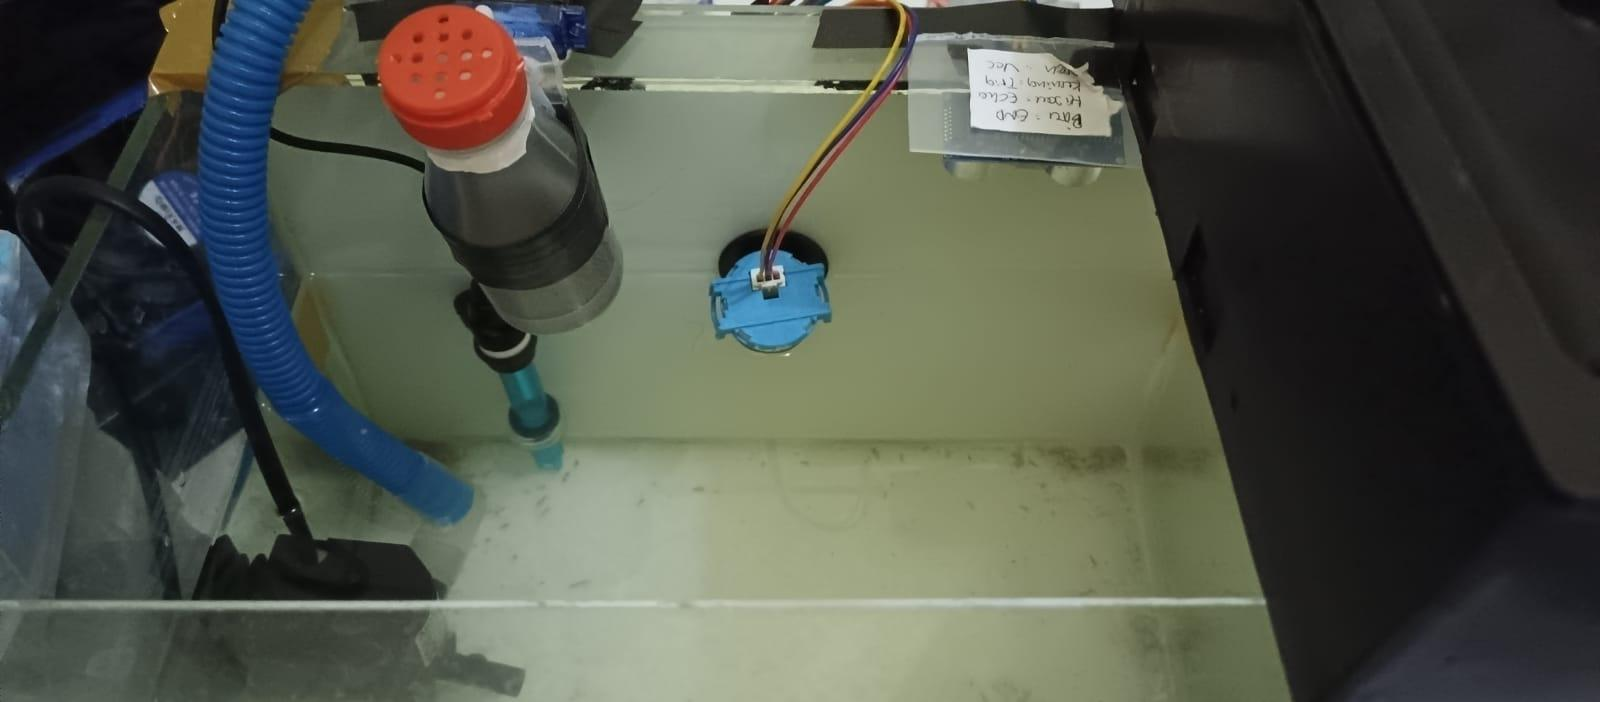 Biru : GND
Hijau : Echo
Kuning : Trig
: Vcc